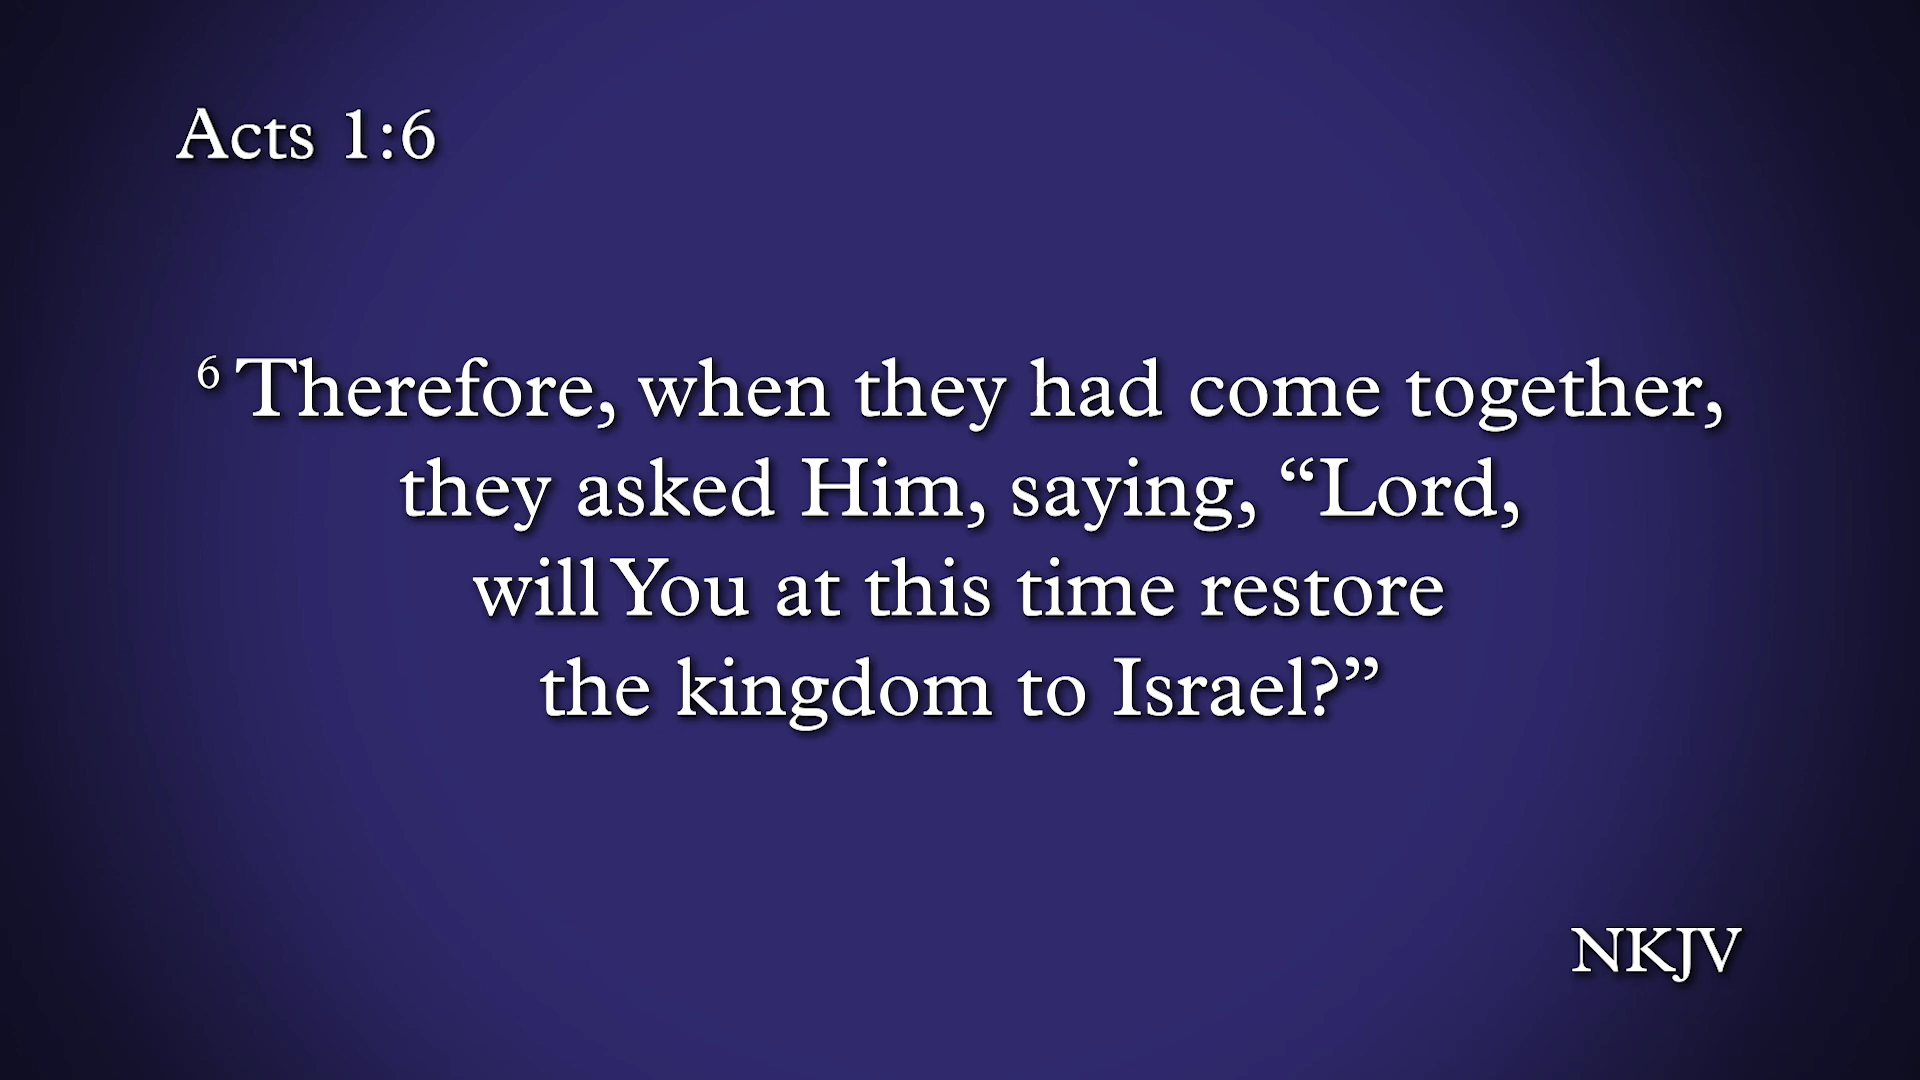 Acts 1:6
6 Therefore, when they had come together,
they asked Him, saying, “Lord,
will You at this time restore
the kingdom to Israel?”
NKJV